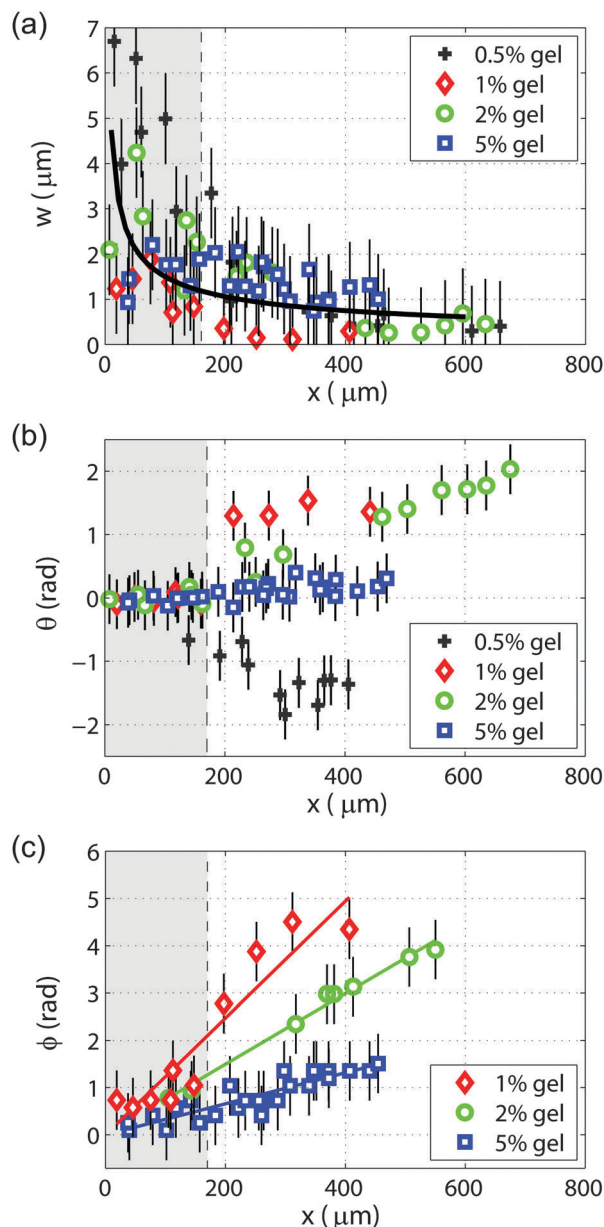 (a)
7
6
5
4
3
2
1
0
w (μm)
0.5% gel
1% gel
2% gel
5% gel
0 200 400 600 800
x ( μm)
(b)
2
1
0
−1
−2
θ (rad)
0.5% gel
1% gel
2% gel
5% gel
0 200 400 600 800
x ( μm)
(c)
6
5
4
3
2
1
0
ϕ (rad)
1% gel
2% gel
5% gel
0 200 400 600 800
x ( μm)